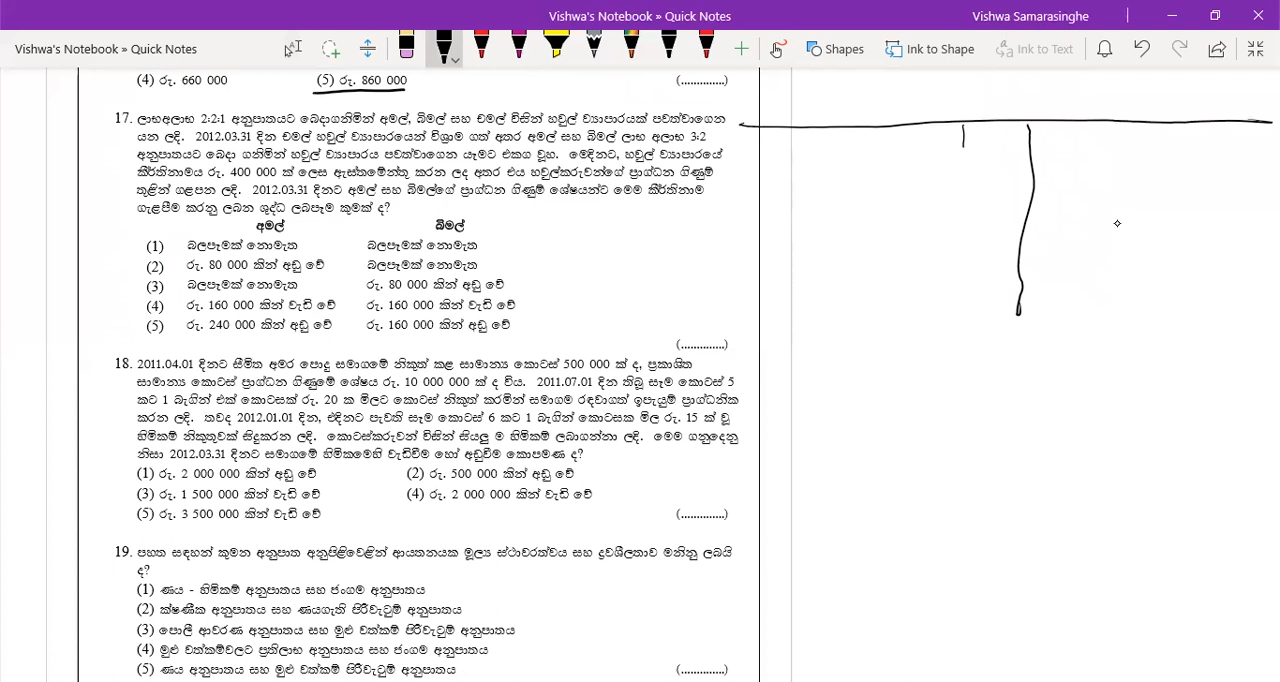 Vishwa's Notebook » Quick Notes
Vishwa Samarasinghe
Vishwa's Notebook » Quick Notes
Shapes
Ink to Shape
Ink to Text
(4) රු. 660 000 (5) රු. 860 000 (..............)
17. ලාභඅලාභ 2:2:1 අනුපාතයට බෙදාගනිමින් අමල්, බිමල් සහ චමල් විසින් හවුල් ව්‍යාපාරයක් පවත්වාගෙන
යන ලදි. 2012.03.31 දින චමල් හවුල් ව්‍යාපාරයෙන් විශ්‍රාම ගත් අතර අමල් සහ බිමල් ලාභ අලාභ 3:2
අනුපාතයට බෙදා ගනිමින් හවුල් ව්‍යාපාරය පවත්වාගෙන යෑමට එකඟ වූහ. මෙදිනට, හවුල් ව්‍යාපාරයේ
කීර්තිනාමය රු. 400 000 ක් ලෙස ඇස්තමේන්තු කරන ලද අතර එය හවුල්කරුවන්ගේ ප්‍රාග්ධන ගිණුම්
තුළින් ගළපන ලදි. 2012.03.31 දිනට අමල් සහ බිමල්ගේ ප්‍රාග්ධන ගිණුම් ශේෂයන්ට මෙම කීර්තිනාම
ගැළපීම කරනු ලබන ශුද්ධ ලබපෑම කුමක් ද?
අමල් බිමල්
(1) බලපෑමක් නොමැත බලපෑමක් නොමැත
(2) රු. 80 000 කින් අඩු වේ බලපෑමක් නොමැත
(3) බලපෑමක් නොමැත රු. 80 000 කින් අඩු වේ
(4) රු. 160 000 කින් වැඩි වේ රු. 160 000 කින් වැඩි වේ
(5) රු. 240 000 කින් අඩු වේ රු. 160 000 කින් අඩු වේ
(..............)
18. 2011.04.01 දිනට සීමිත අමර පොදු සමාගමේ නිකුත් කළ සාමාන්‍ය කොටස් 500 000 ක් ද, ප්‍රකාශිත
සාමාන්‍ය කොටස් ප්‍රාග්ධන ගිණුමේ ශේෂය රු. 10 000 000 ක් ද විය. 2011.07.01 දින තිබූ සෑම කොටස් 5
කට 1 බැගින් එක් කොටසක් රු. 20 ක මිලට කොටස් නිකුත් කරමින් සමාගම රඳවාගත් ඉපැයුම් ප්‍රාග්ධනික
කරන ලදි. තවද 2012.01.01 දින, එදිනට පැවති සෑම කොටස් 6 කට 1 බැගින් කොටසක මිල රු. 15 ක් වූ
හිමිකම් නිකුතුවක් සිදුකරන ලදි. කොටස්කරුවන් විසින් සියලු ම හිමිකම් ලබාගන්නා ලදි. මෙම ගනුදෙනු
නිසා 2012.03.31 දිනට සමාගමේ හිමිකමෙහි වැඩිවීම හෝ අඩුවීම කොපමණ ද?
(1) රු. 2 000 000 කින් අඩු වේ (2) රු. 500 000 කින් අඩු වේ
(3) රු. 1 500 000 කින් වැඩි වේ (4) රු. 2 000 000 කින් වැඩි වේ
(5) රු. 3 500 000 කින් වැඩි වේ (..............)
19. පහත සඳහන් කුමන අනුපාත අනුපිළිවෙළින් ආයතනයක මූල්‍ය ස්ථාවරත්වය සහ ද්‍රවශීලතාව මනිනු ලබයි
ද?
(1) ණය - හිමිකම් අනුපාතය සහ ජංගම අනුපාතය
(2) ක්ෂණික අනුපාතය සහ ණයගැති පිරිවැටුම් අනුපාතය
(3) පොලී ආවරණ අනුපාතය සහ මුළු වත්කම් පිරිවැටුම් අනුපාතය
(4) මුළු වත්කම්වලට ප්‍රතිලාභ අනුපාතය සහ ජංගම අනුපාතය
(5) ණය අනුපාතය සහ මුළු වත්කම් පිරිවැටුම් අනුපාතය (..............)